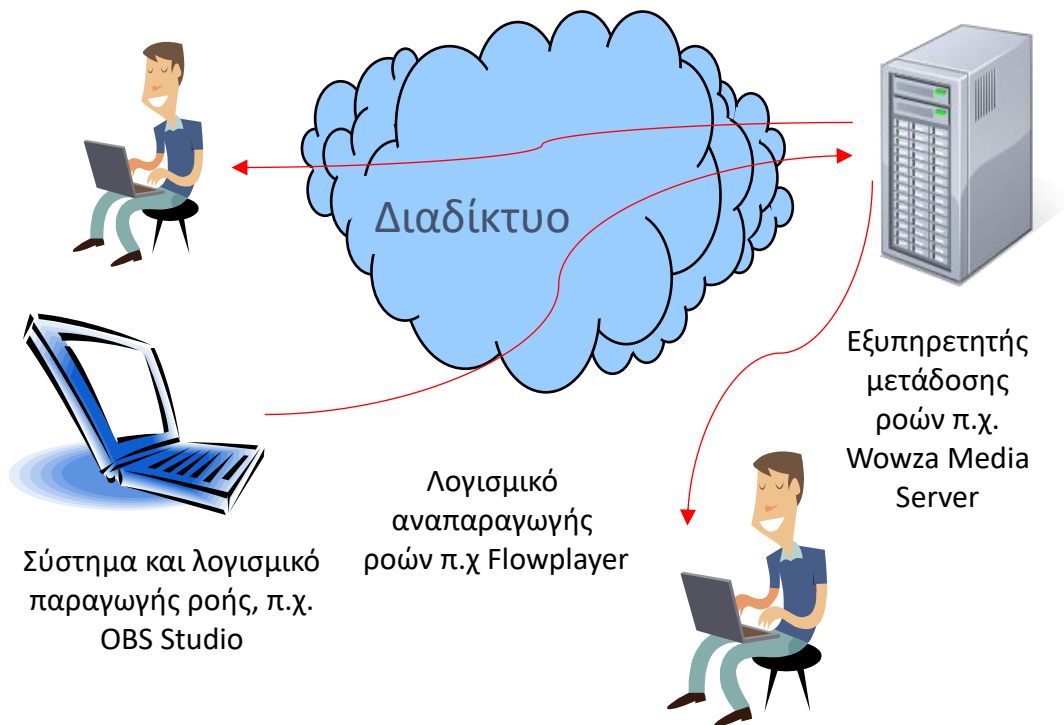 Διαδίκτυο
Εξυπηρετητής
μετάδοσης
ροών π.χ.
Wowza Media
Server
Λογισμικό
αναπαραγωγής
ροών π.χ Flowplayer
Σύστημα και λογισμικό
παραγωγής ροής, π.χ.
OBS Studio